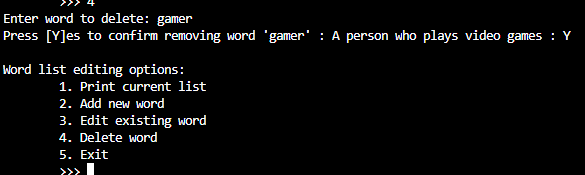 >>> 4
Enter word to delete: gamer
Press [Y]es to confirm removing word 'gamer' : A person who plays video games : Y
Word list editing options:
1. Print current list
2. Add new word
3. Edit existing word
4. Delete word
5. Exit
>>>